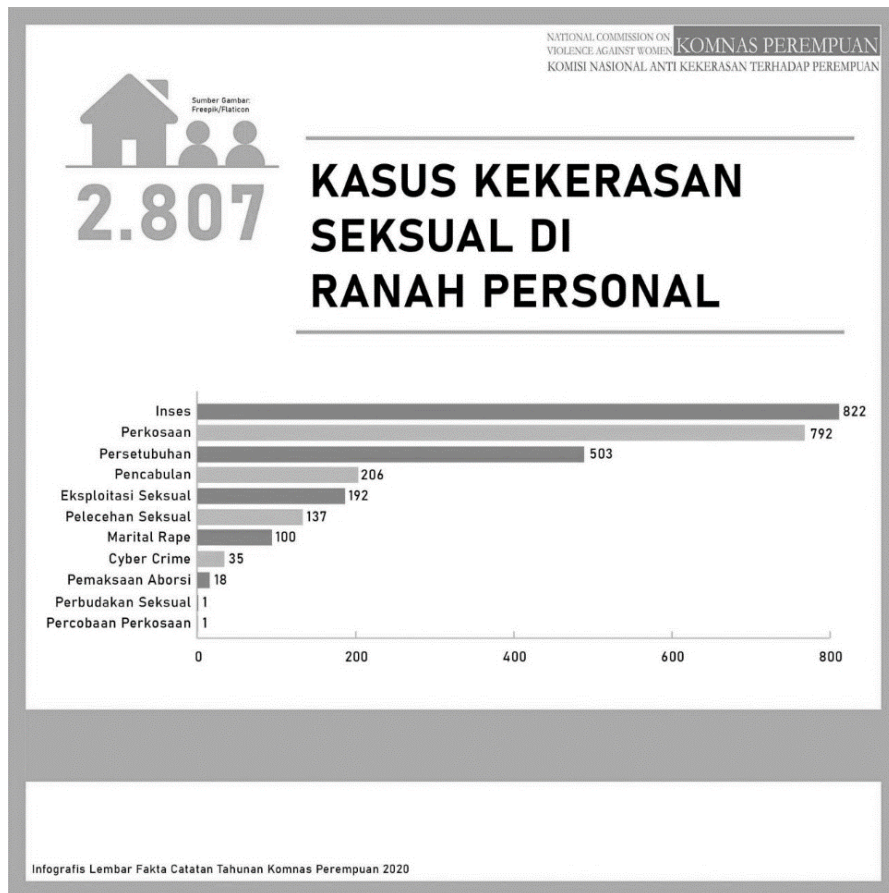 NATIONAL COMMISSION ON
VIOLENCE AGAINST WOMEN
KOMNAS PEREMPUAN
KOMISI NASIONAL ANTI KEKERASAN TERHADAP PEREMPUAN
Sumber Gambar:
Freepik/Flaticon
2.807
KASUS KEKERASAN
SEKSUAL DI
RANAH PERSONAL
Inses 822
Perkosaan 792
Persetubuhan 503
Pencabulan 206
Eksploitasi Seksual 192
Pelecehan Seksual 137
Marital Rape 100
Cyber Crime 35
Pemaksaan Aborsi 18
Perbudakan Seksual 1
Percobaan Perkosaan 1
0 200 400 600 800
Infografis Lembar Fakta Catatan Tahunan Komnas Perempuan 2020